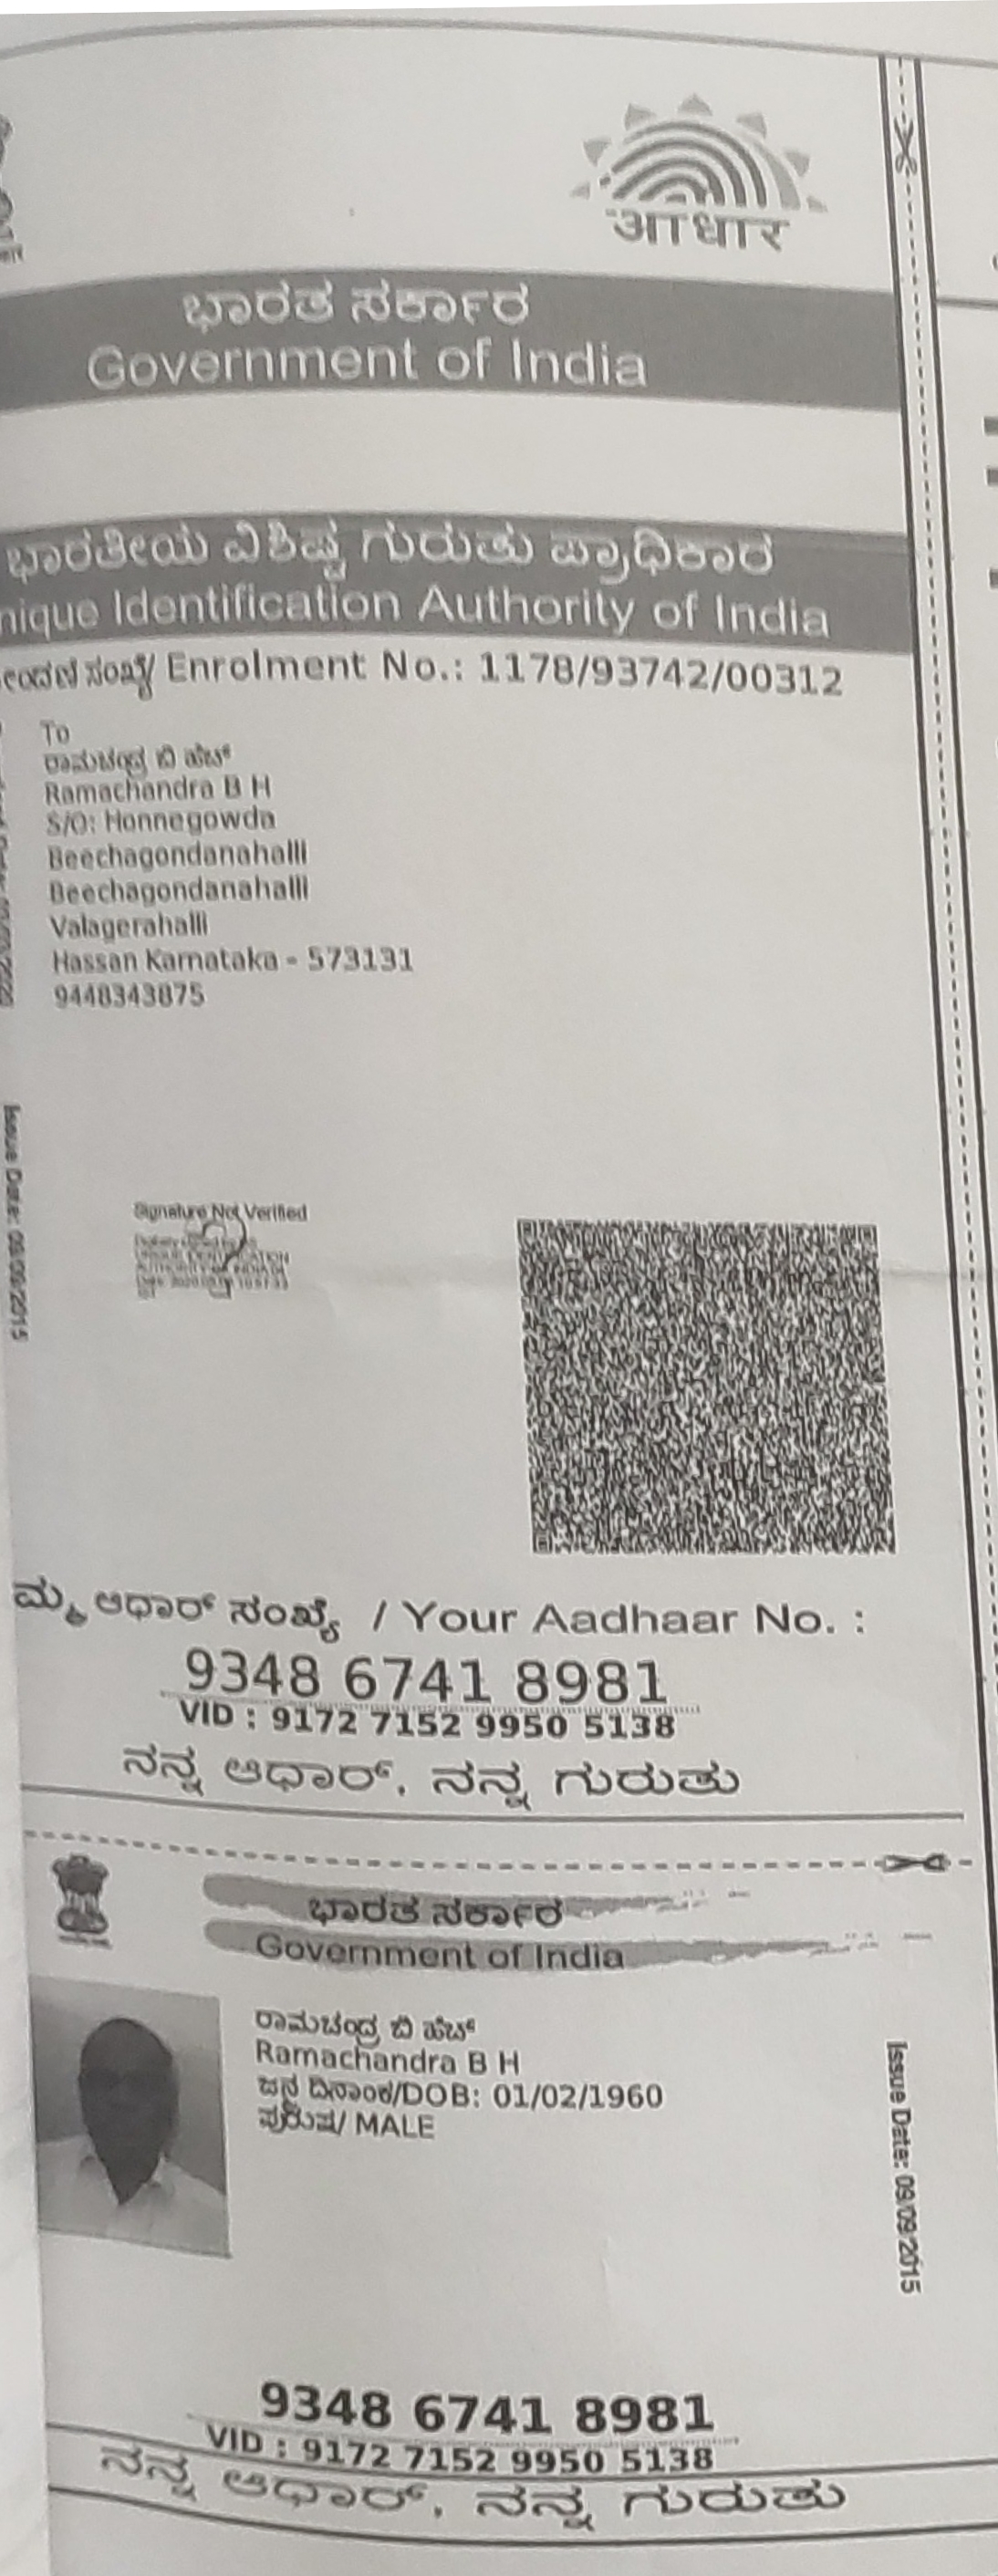 आधार
ಭಾರತ ಸರ್ಕಾರ
Government of India
ಭಾರತೀಯ ವಿಶಿಷ್ಟ ಗುರುತು ಪ್ರಾಧಿಕಾರ
nique Identification Authority of India
ಸಂಖ್ಯೆ/ Enrolment No.: 1178/93742/00312
To
ರಾಮಚಂದ್ರ ಬಿ ಹೆಚ್
Ramachandra B H
S/O: Honnegowda
Beechagondanahalli
Beechagondanahalli
Valagerahalli
Hassan Karnataka - 573131
9448343875
Issue Date: 09/09/2015
Signature Not Verified
ಮ್ಮ ಆಧಾರ್ ಸಂಖ್ಯೆ / Your Aadhaar No. :
9348 6741 8981
VID : 9172 7152 9950 5138
ನನ್ನ ಆಧಾರ್, ನನ್ನ ಗುರುತು
ಭಾರತ ಸರ್ಕಾರ
Government of India
ರಾಮಚಂದ್ರ ಬಿ ಹೆಚ್
Ramachandra B H
ಜನ್ಮ ದಿನಾಂಕ/DOB: 01/02/1960
ಪುರುಷ/ MALE
Issue Date: 09/09/2015
9348 6741 8981
VID : 9172 7152 9950 5138
ನನ್ನ ಆಧಾರ್, ನನ್ನ ಗುರುತು